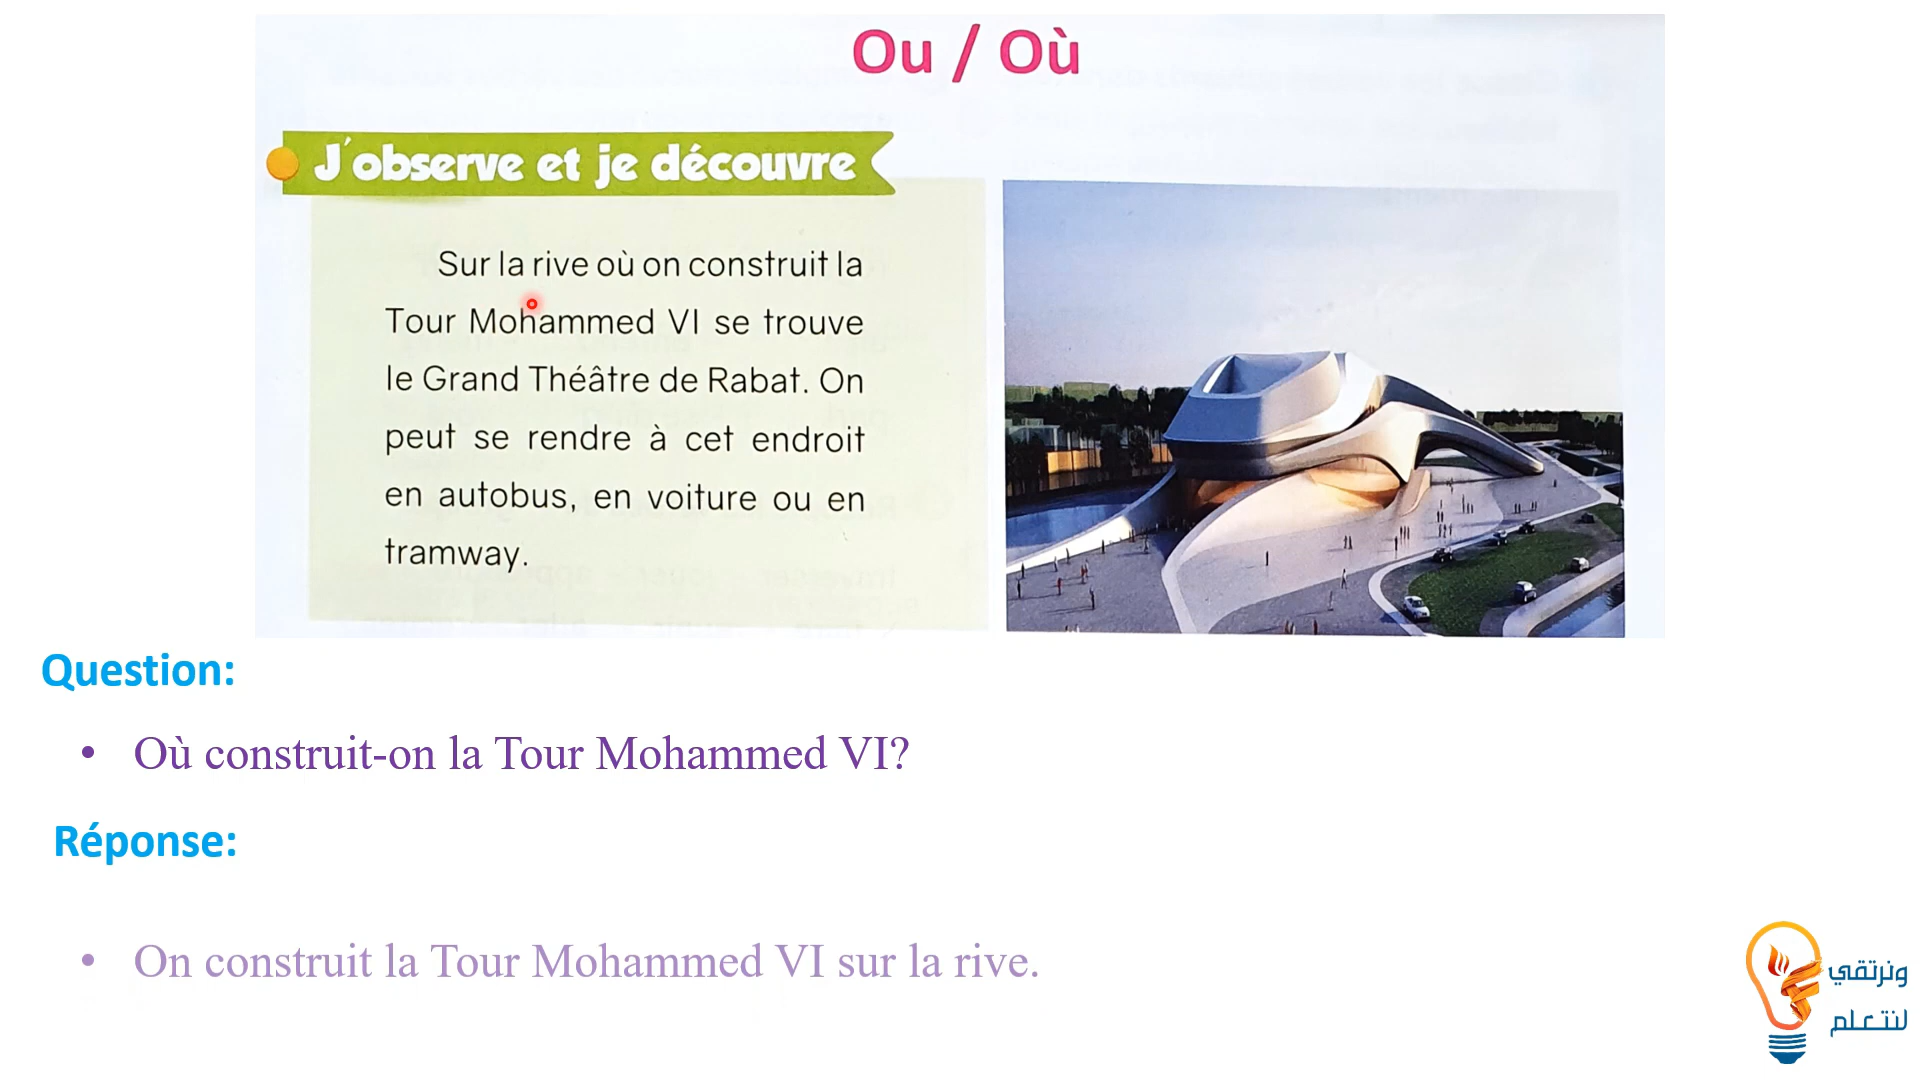 Ou / Où
J'observe et je découvre
Sur la rive où on construit la
Tour Mohammed VI se trouve
le Grand Théâtre de Rabat. On
peut se rendre à cet endroit
en autobus, en voiture ou en
tramway.
Question:
• Où construit-on la Tour Mohammed VI?
Réponse:
• On construit la Tour Mohammed VI sur la rive.
ونرتقي
لنتعلم